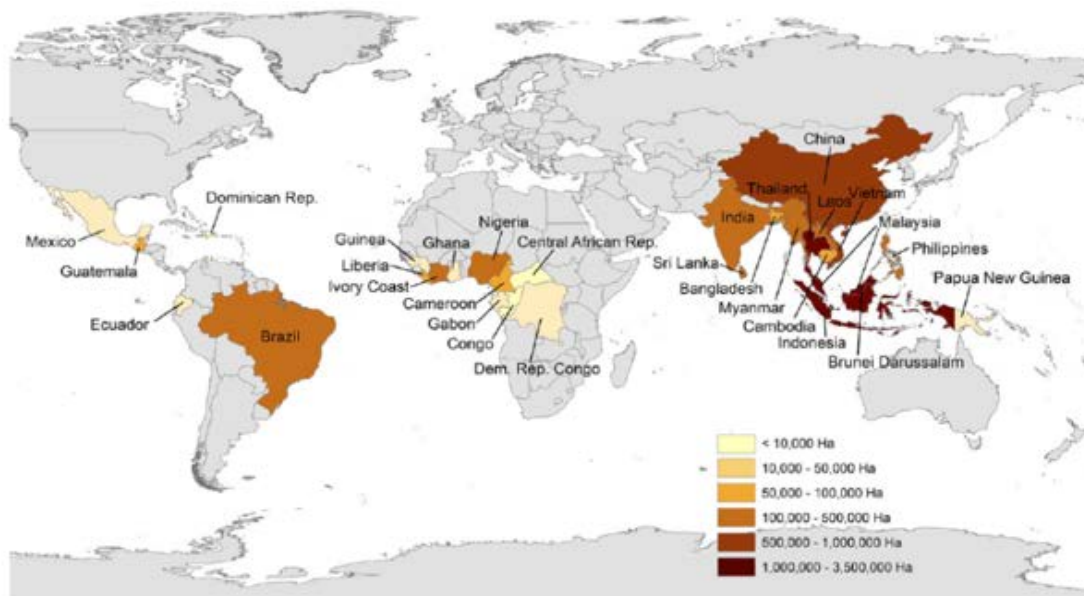 China
Thailand
Vietnam
Laos
Dominican Rep.
India
Malaysia
Nigeria
Mexico
Guinea
Ghana
Central African Rep.
Philippines
Guatemala
Liberia
Sri Lanka
Ivory Coast
Bangladesh
Papua New Guinea
Cameroon
Myanmar
Ecuador
Brazil
Gabon
Cambodia
Congo
Indonesia
Dem. Rep. Congo
Brunei Darussalam
< 10,000 Ha
10,000 - 50,000 Ha
50,000 - 100,000 Ha
100,000 - 500,000 Ha
500,000 - 1,000,000 Ha
1,000,000 - 3,500,000 Ha